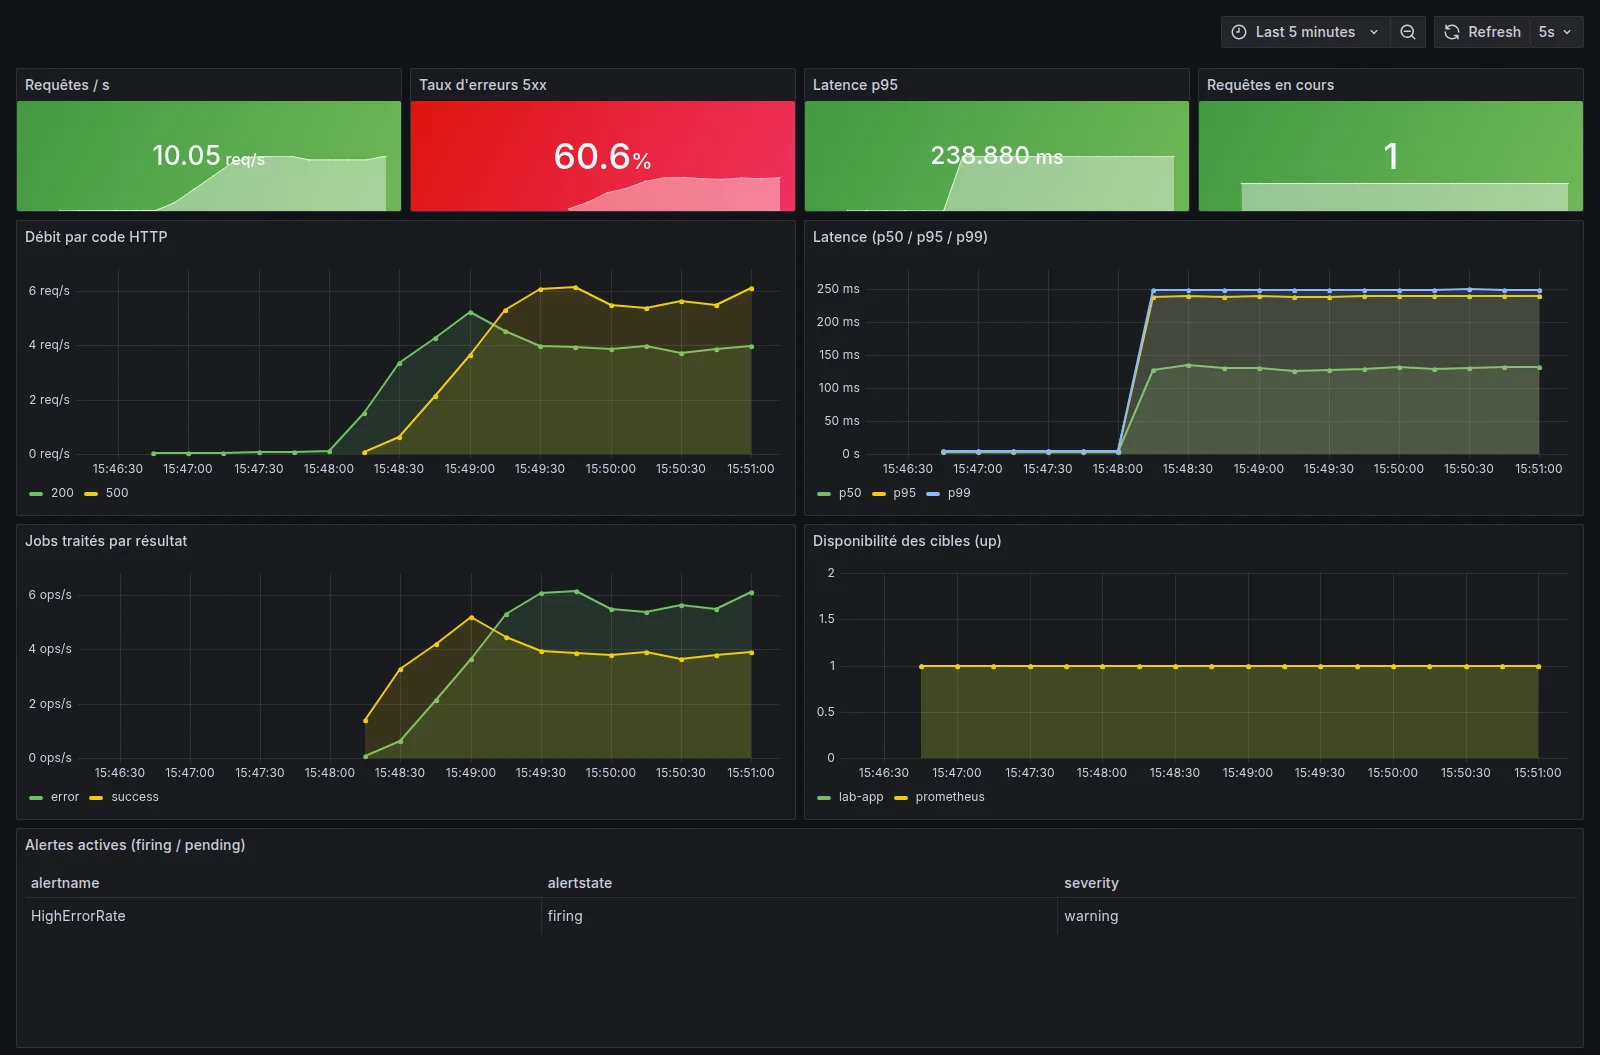 Last 5 minutes
Refresh 5s
Requêtes / s
10.05 req/s
Taux d'erreurs 5xx
60.6%
Latence p95
238.880 ms
Requêtes en cours
1
Débit par code HTTP
6 req/s
4 req/s
2 req/s
0 req/s
15:46:30 15:47:00 15:47:30 15:48:00 15:48:30 15:49:00 15:49:30 15:50:00 15:50:30 15:51:00
200 500
Latence (p50 / p95 / p99)
250 ms
200 ms
150 ms
100 ms
50 ms
0 s
15:46:30 15:47:00 15:47:30 15:48:00 15:48:30 15:49:00 15:49:30 15:50:00 15:50:30 15:51:00
p50 p95 p99
Jobs traités par résultat
6 ops/s
4 ops/s
2 ops/s
0 ops/s
15:46:30 15:47:00 15:47:30 15:48:00 15:48:30 15:49:00 15:49:30 15:50:00 15:50:30 15:51:00
error success
Disponibilité des cibles (up)
2
1.5
1
0.5
0
15:46:30 15:47:00 15:47:30 15:48:00 15:48:30 15:49:00 15:49:30 15:50:00 15:50:30 15:51:00
lab-app prometheus
Alertes actives (firing / pending)
alertname alertstate severity
HighErrorRate firing warning